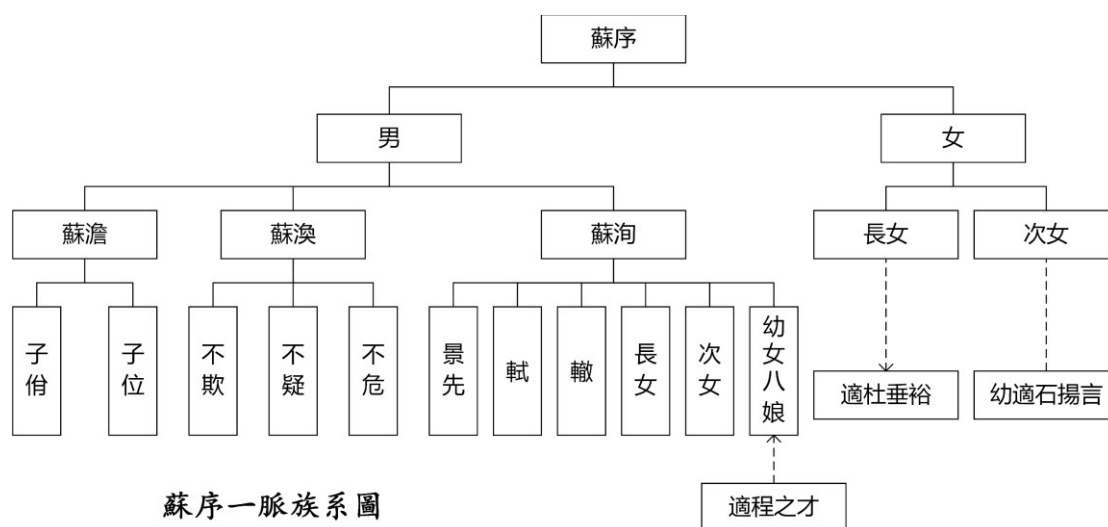 蘇序
男
女
蘇澹
蘇渙
蘇洵
長女
次女
子佾
子位
不欺
不疑
不危
景先
軾
轍
長女
次女
幼女八娘
適杜垂裕
幼適石揚言
適程之才
蘇序一脈族系圖